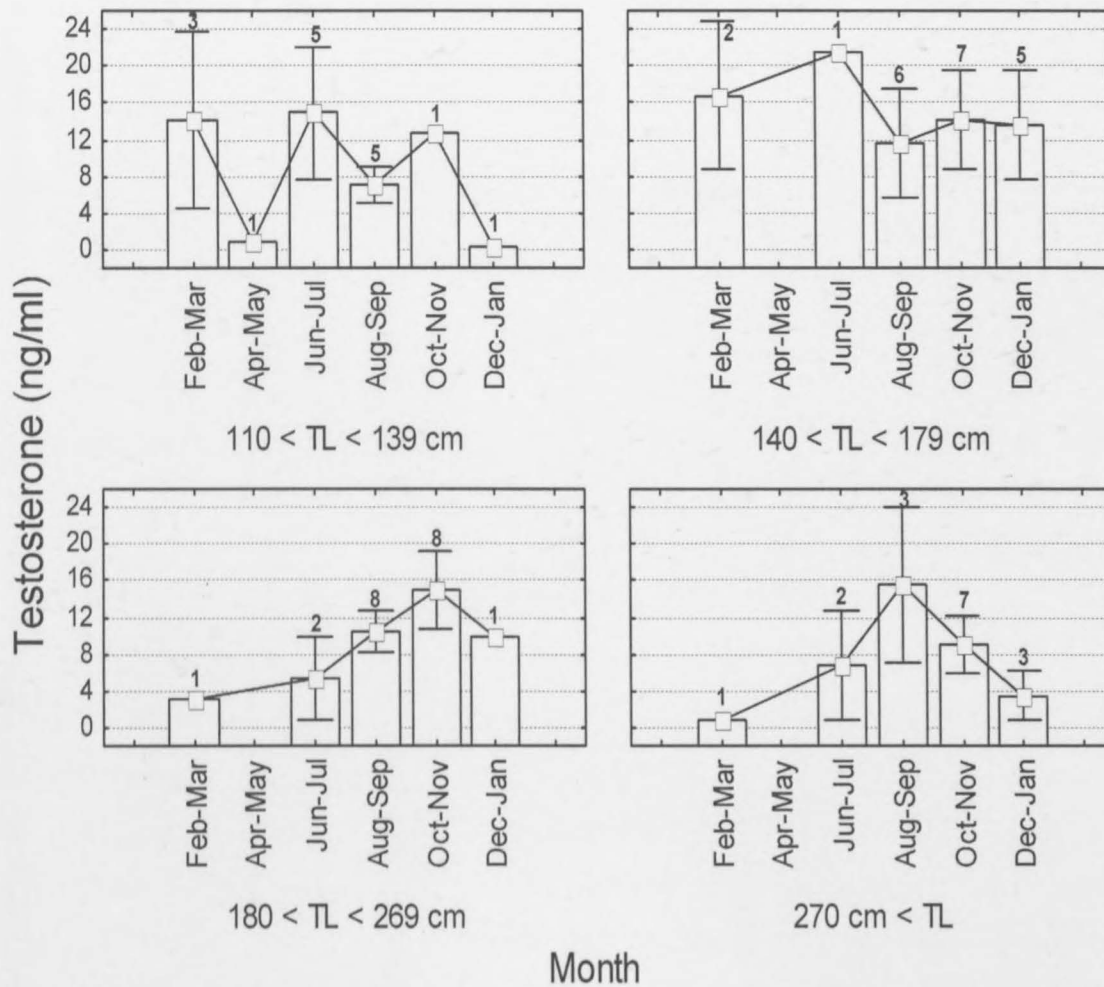 Testosterone (ng/ml)
24
20
16
12
8
4
0
3
1
5
5
1
1
Feb-Mar
Apr-May
Jun-Jul
Aug-Sep
Oct-Nov
Dec-Jan
110 < TL < 139 cm
2
1
6
7
5
Feb-Mar
Apr-May
Jun-Jul
Aug-Sep
Oct-Nov
Dec-Jan
140 < TL < 179 cm
24
20
16
12
8
4
0
1
2
8
8
1
Feb-Mar
Apr-May
Jun-Jul
Aug-Sep
Oct-Nov
Dec-Jan
180 < TL < 269 cm
1
2
3
7
3
Feb-Mar
Apr-May
Jun-Jul
Aug-Sep
Oct-Nov
Dec-Jan
270 cm < TL
Month